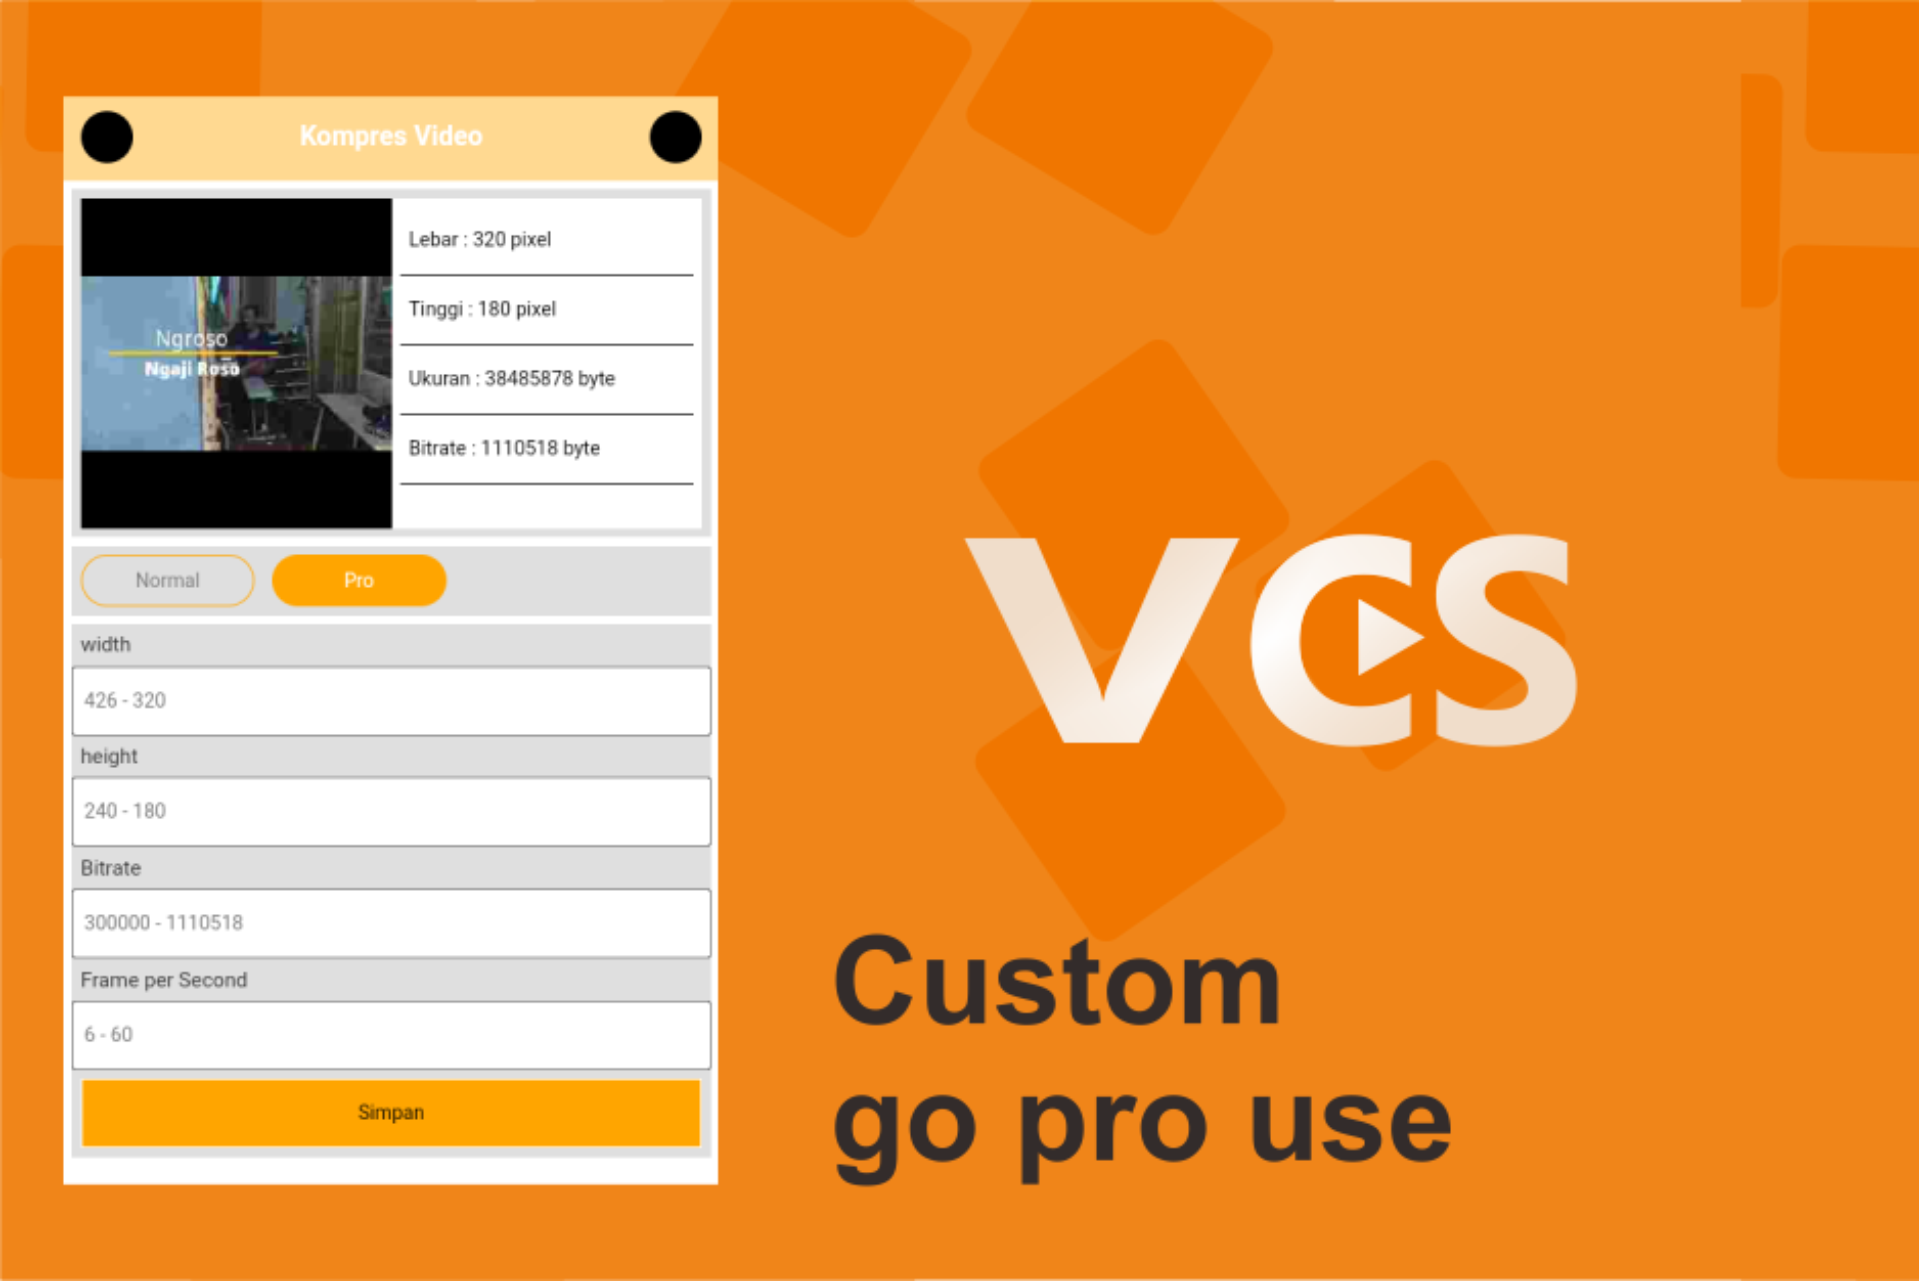 Kompres Video
Lebar : 320 pixel
Tinggi : 180 pixel
Ukuran : 38485878 byte
Bitrate : 1110518 byte
Ngroso
Ngaji Roso
Normal
Pro
width
426 - 320
height
240 - 180
Bitrate
300000 - 1110518
Frame per Second
6 - 60
Simpan
VCS
Custom
go pro use